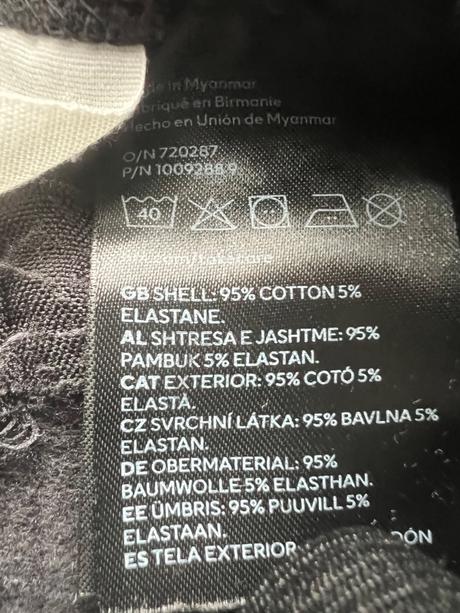 in Myanmar
en Birmanie
Hecho en Unión de Myanmar
O/N 720287
P/N 1009288.9
40
GB SHELL: 95% COTTON 5%
ELASTANE.
AL SHTRESA E JASHTME: 95%
PAMBUK 5% ELASTAN.
CAT EXTERIOR: 95% COTÓ 5%
ELASTÀ.
CZ SVRCHNÍ LÁTKA: 95% BAVLNA 5%
ELASTAN.
DE OBERMATERIAL: 95%
BAUMWOLLE 5% ELASTHAN.
EE ÜMBRIS: 95% PUUVILL 5%
ELASTAAN.
ES TELA EXTERIOR